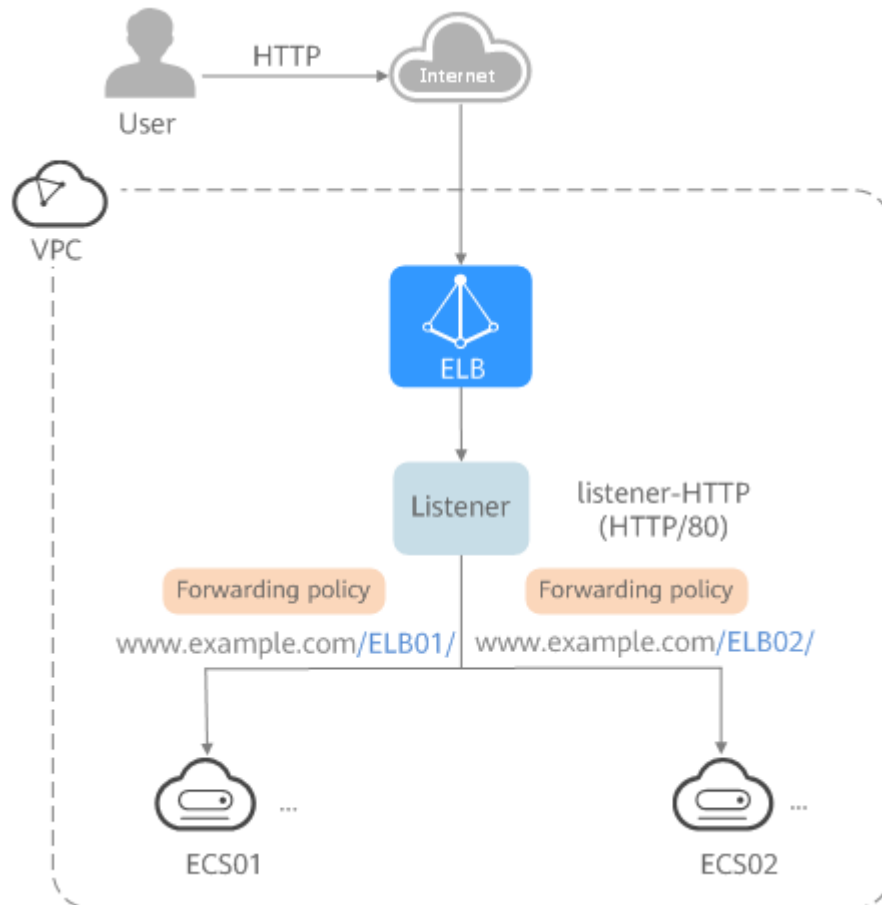 HTTP
Internet
User
VPC
ELB
Listener
listener-HTTP
(HTTP/80)
Forwarding policy
Forwarding policy
www.example.com/ELB01/
www.example.com/ELB02/
...
...
ECS01
ECS02